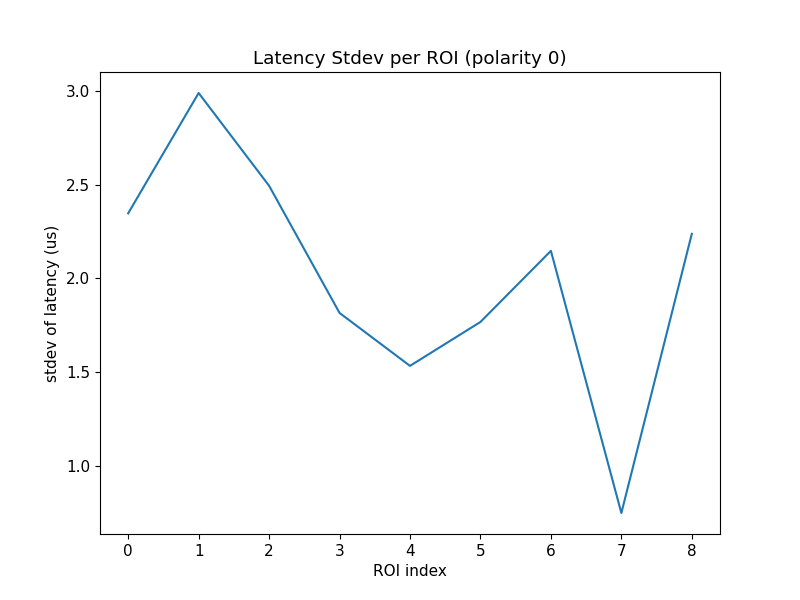 Latency Stdev per ROI (polarity 0)
3.0
2.5
2.0
1.5
1.0
stdev of latency (us)
0 1 2 3 4 5 6 7 8
ROI index